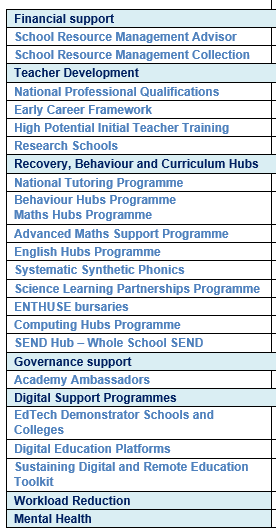 Financial support
School Resource Management Advisor
School Resource Management Collection
Teacher Development
National Professional Qualifications
Early Career Framework
High Potential Initial Teacher Training
Research Schools
Recovery, Behaviour and Curriculum Hubs
National Tutoring Programme
Behaviour Hubs Programme
Maths Hubs Programme
Advanced Maths Support Programme
English Hubs Programme
Systematic Synthetic Phonics
Science Learning Partnerships Programme
ENTHUSE bursaries
Computing Hubs Programme
SEND Hub – Whole School SEND
Governance support
Academy Ambassadors
Digital Support Programmes
EdTech Demonstrator Schools and
Colleges
Digital Education Platforms
Sustaining Digital and Remote Education
Toolkit
Workload Reduction
Mental Health